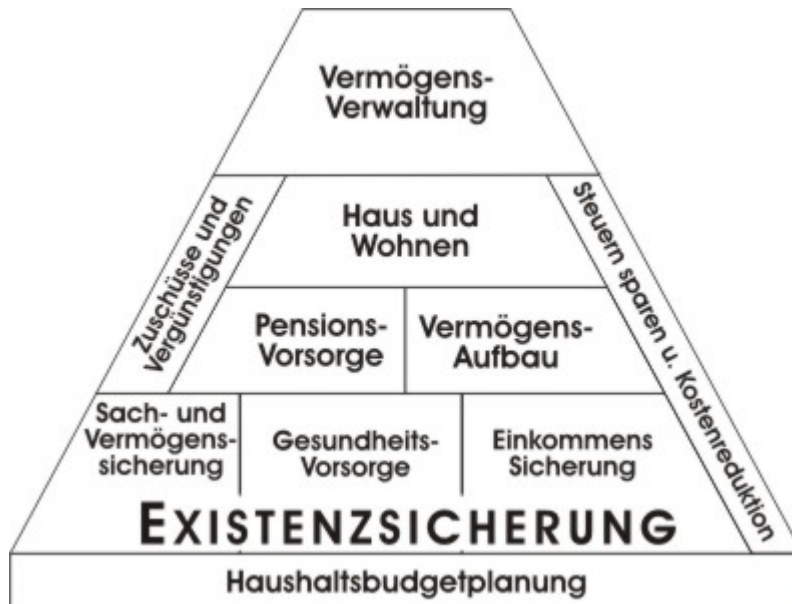 Vermögens-
Verwaltung
Zuschüsse und
Vergünstigungen
Haus und
Wohnen
Steuern sparen u. Kostenreduktion
Pensions-
Vorsorge
Vermögens-
Aufbau
Sach- und
Vermögens-
sicherung
Gesundheits-
Vorsorge
Einkommens
Sicherung
EXISTENZSICHERUNG
Haushaltsbudgetplanung